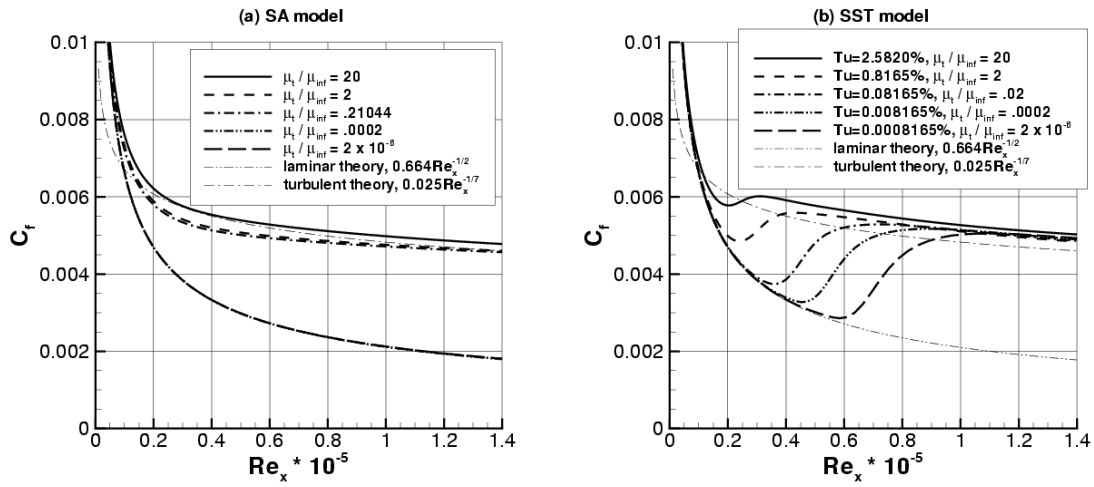 (a) SA model
0.01
0.008
0.006
0.004
0.002
0
C_f
μ_t / μ_inf = 20
μ_t / μ_inf = 2
μ_t / μ_inf = .21044
μ_t / μ_inf = .0002
μ_t / μ_inf = 2 x 10^-6
laminar theory, 0.664Re_x^-1/2
turbulent theory, 0.025Re_x^-1/7
0 0.2 0.4 0.6 0.8 1 1.2 1.4
Re_x * 10^-5
(b) SST model
0.01
0.008
0.006
0.004
0.002
0
C_f
Tu=2.5820%, μ_t / μ_inf = 20
Tu=0.8165%, μ_t / μ_inf = 2
Tu=0.08165%, μ_t / μ_inf = .02
Tu=0.008165%, μ_t / μ_inf = .0002
Tu=0.0008165%, μ_t / μ_inf = 2 x 10^-6
laminar theory, 0.664Re_x^-1/2
turbulent theory, 0.025Re_x^-1/7
0 0.2 0.4 0.6 0.8 1 1.2 1.4
Re_x * 10^-5